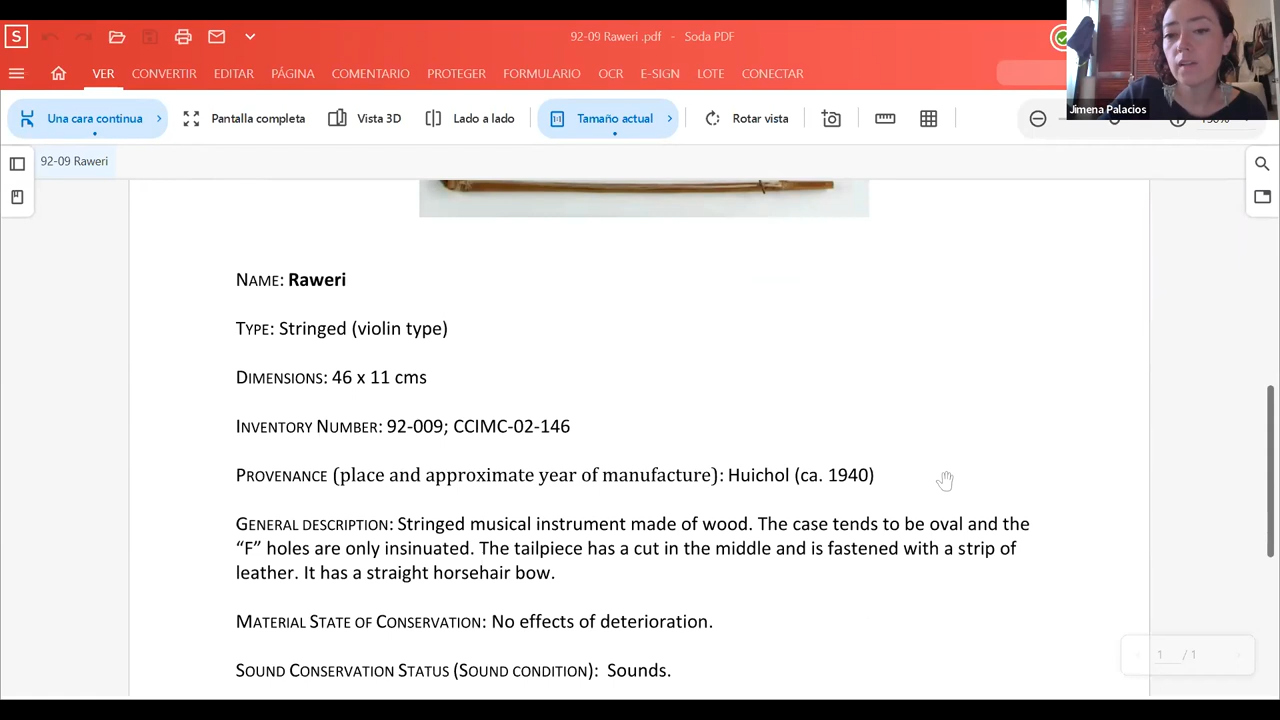 S
92-09 Raweri .pdf - Soda PDF
VER CONVERTIR EDITAR PÁGINA COMENTARIO PROTEGER FORMULARIO OCR E-SIGN LOTE CONECTAR
Jimena Palacios
Una cara continua Pantalla completa Vista 3D Lado a lado Tamaño actual Rotar vista
92-09 Raweri
NAME: Raweri
TYPE: Stringed (violin type)
DIMENSIONS: 46 x 11 cms
INVENTORY NUMBER: 92-009; CCIMC-02-146
PROVENANCE (place and approximate year of manufacture): Huichol (ca. 1940)
GENERAL DESCRIPTION: Stringed musical instrument made of wood. The case tends to be oval and the
“F” holes are only insinuated. The tailpiece has a cut in the middle and is fastened with a strip of
leather. It has a straight horsehair bow.
MATERIAL STATE OF CONSERVATION: No effects of deterioration.
1 / 1
SOUND CONSERVATION STATUS (SOUND CONDITION): Sounds.